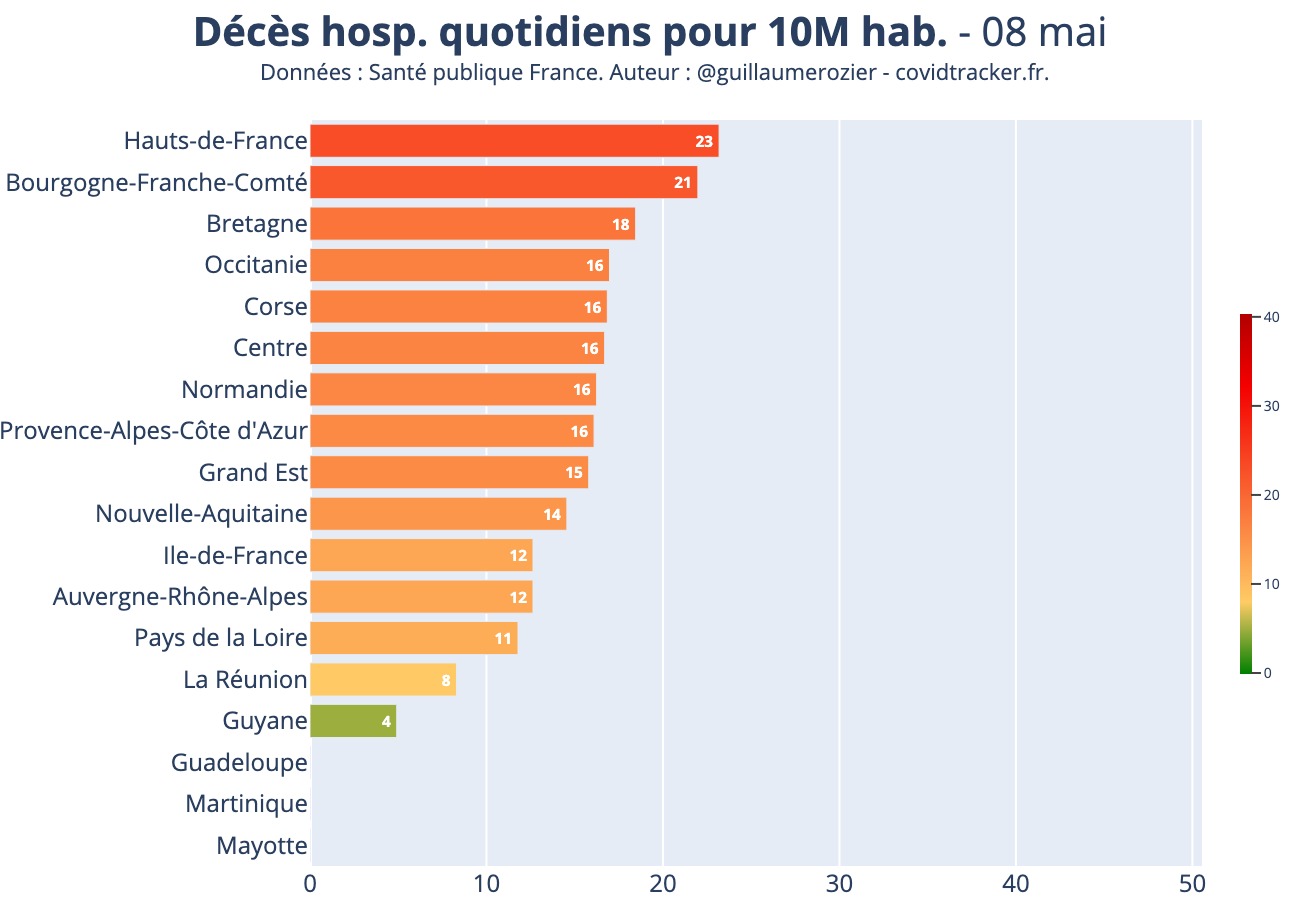 Décès hosp. quotidiens pour 10M hab. - 08 mai
Données : Santé publique France. Auteur : @guillaumerozier - covidtracker.fr.
Hauts-de-France 23
Bourgogne-Franche-Comté 21
Bretagne 18
Occitanie 16
Corse 16
Centre 16
Normandie 16
Provence-Alpes-Côte d'Azur 16
Grand Est 15
Nouvelle-Aquitaine 14
Ile-de-France 12
Auvergne-Rhône-Alpes 12
Pays de la Loire 11
La Réunion 8
Guyane 4
Guadeloupe
Martinique
Mayotte
0 10 20 30 40 50
40
30
20
10
0